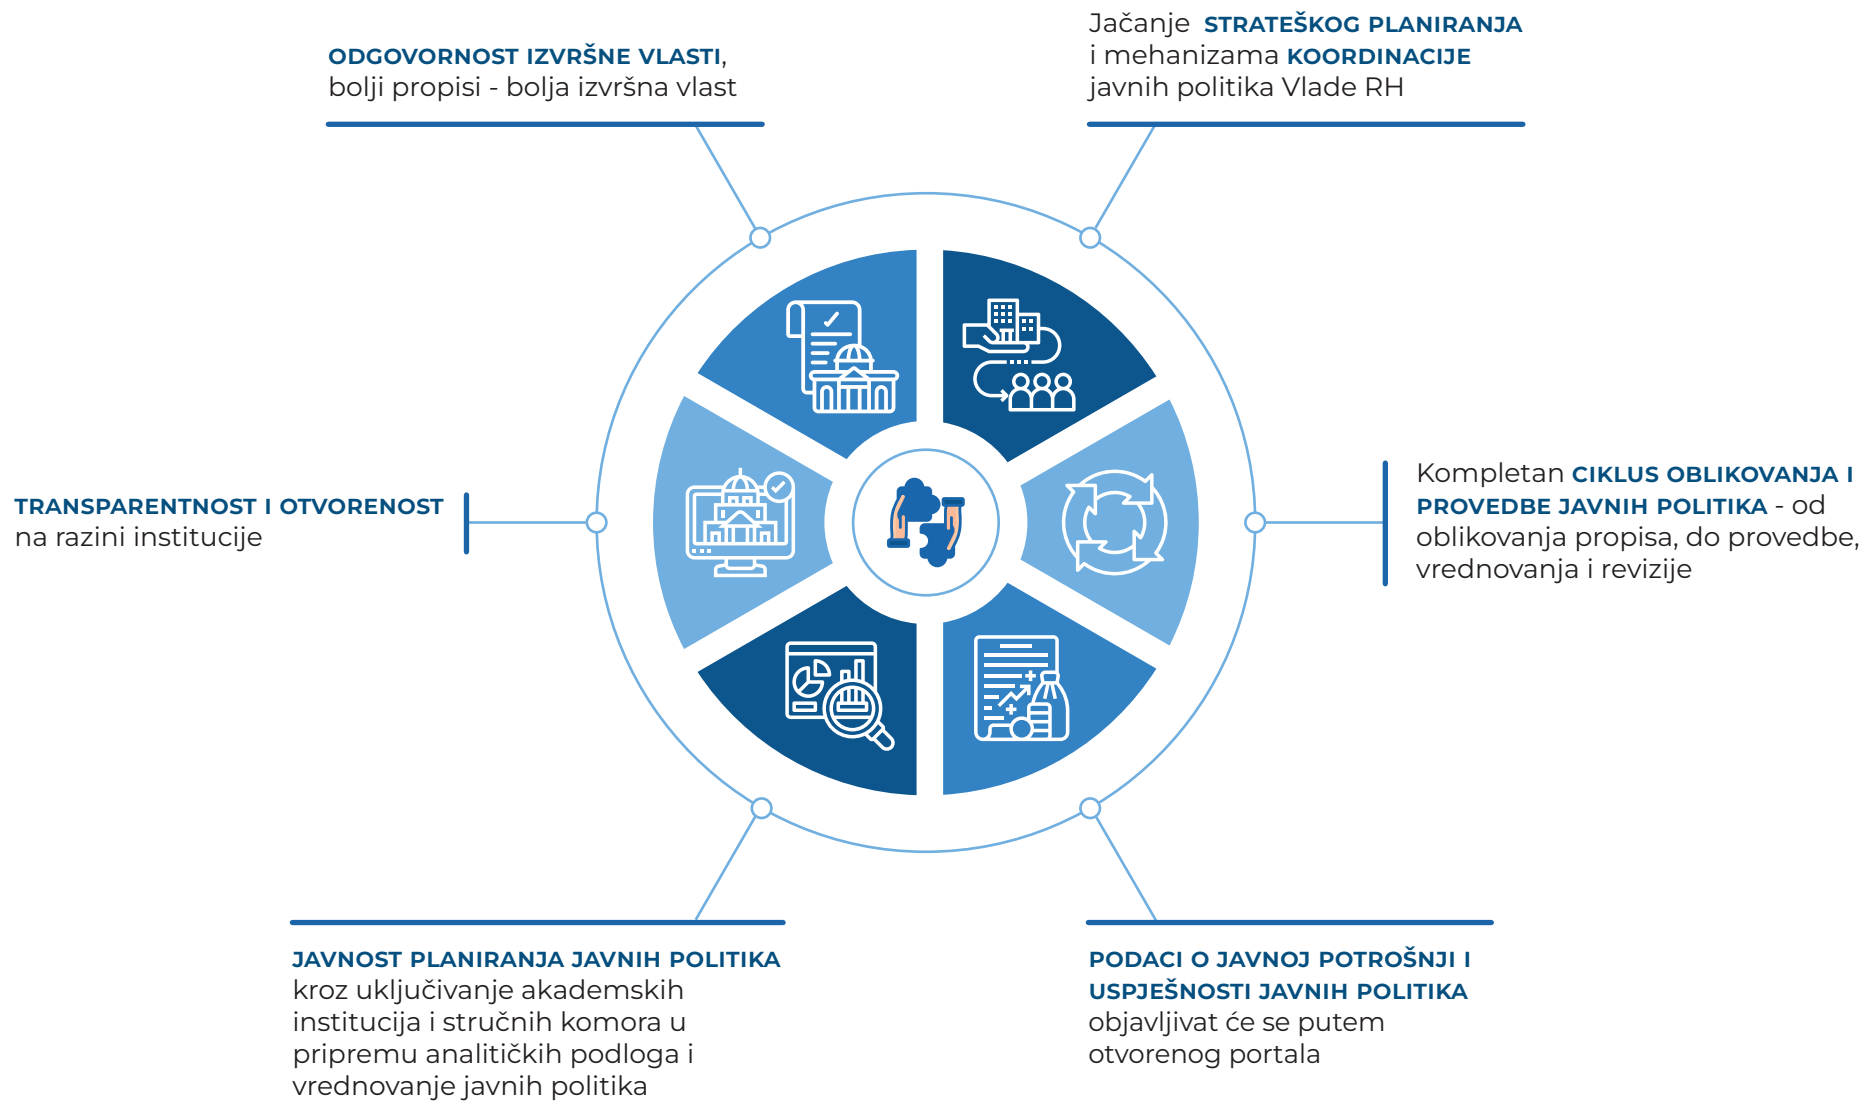 ODGOVORNOST IZVRŠNE VLASTI,
bolji propisi - bolja izvršna vlast
Jačanje STRATEŠKOG PLANIRANJA
i mehanizama KOORDINACIJE
javnih politika Vlade RH
TRANSPARENTNOST I OTVORENOST
na razini institucije
Kompletan CIKLUS OBLIKOVANJA I
PROVEDBE JAVNIH POLITIKA - od
oblikovanja propisa, do provedbe,
vrednovanja i revizije
JAVNOST PLANIRANJA JAVNIH POLITIKA
kroz uključivanje akademskih
institucija i stručnih komora u
pripremu analitičkih podloga i
vrednovanje javnih politika
PODACI O JAVNOJ POTROŠNJI I
USPJEŠNOSTI JAVNIH POLITIKA
objavljivat će se putem
otvorenog portala